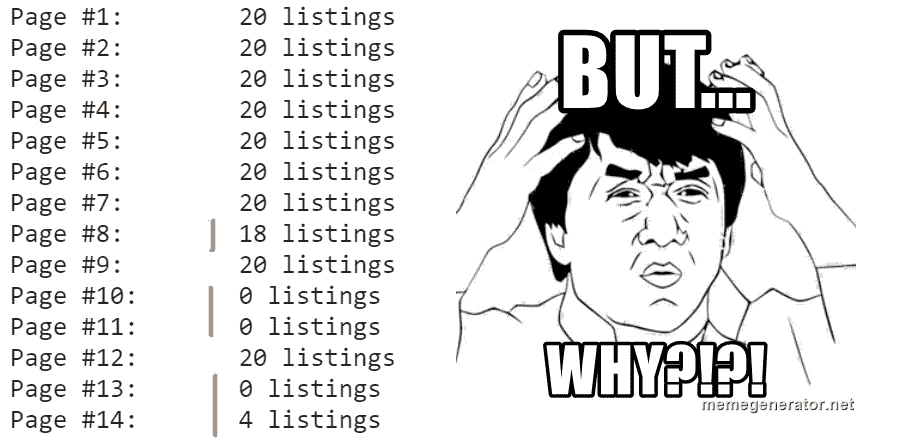 Page #1: 20 listings
Page #2: 20 listings
Page #3: 20 listings
Page #4: 20 listings
Page #5: 20 listings
Page #6: 20 listings
Page #7: 20 listings
Page #8: 18 listings
Page #9: 20 listings
Page #10: 0 listings
Page #11: 0 listings
Page #12: 20 listings
Page #13: 0 listings
Page #14: 4 listings
BUT...
WHY?!?!
memegenerator.net